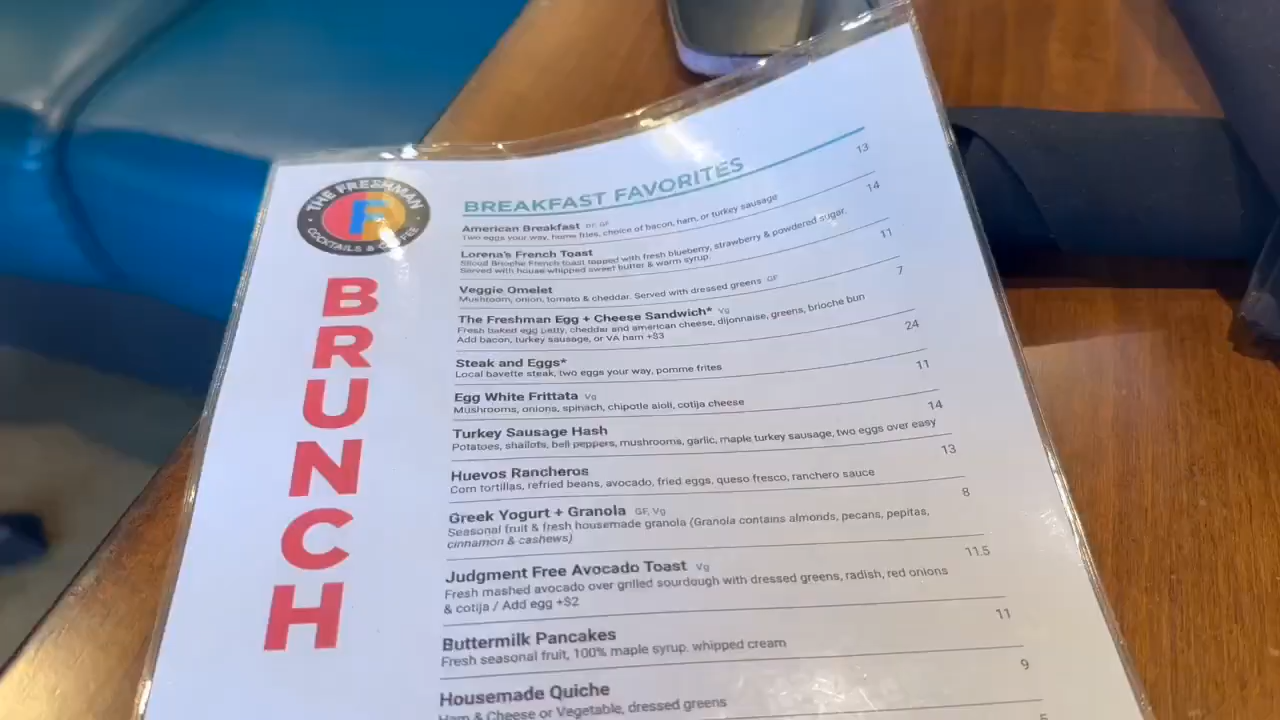 THE FRESHMAN
F
COCKTAILS & COFFEE
BRUNCH
BREAKFAST FAVORITES
American Breakfast DF, GF 13
Two eggs your way, home fries, choice of bacon, ham, or turkey sausage
Lorena's French Toast 14
Sliced Brioche French toast topped with fresh blueberry, strawberry & powdered sugar.
Served with house whipped sweet butter & warm syrup
Veggie Omelet 11
Mushroom, onion, tomato & cheddar. Served with dressed greens GF
The Freshman Egg + Cheese Sandwich* Vg 7
Fresh baked egg patty, cheddar and american cheese, dijonnaise, greens, brioche bun
Add bacon, turkey sausage, or VA ham +$3
Steak and Eggs* 24
Local bavette steak, two eggs your way, pomme frites
Egg White Frittata Vg 11
Mushrooms, onions, spinach, chipotle aioli, cotija cheese
Turkey Sausage Hash 14
Potatoes, shallots, bell peppers, mushrooms, garlic, maple turkey sausage, two eggs over easy
Huevos Rancheros 13
Corn tortillas, refried beans, avocado, fried eggs, queso fresco, ranchero sauce
Greek Yogurt + Granola GF, Vg 8
Seasonal fruit & fresh housemade granola (Granola contains almonds, pecans, pepitas,
cinnamon & cashews)
Judgment Free Avocado Toast Vg 11.5
Fresh mashed avocado over grilled sourdough with dressed greens, radish, red onions
& cotija / Add egg +$2
Buttermilk Pancakes 11
Fresh seasonal fruit, 100% maple syrup. whipped cream
Housemade Quiche 9
Ham & Cheese or Vegetable, dressed greens